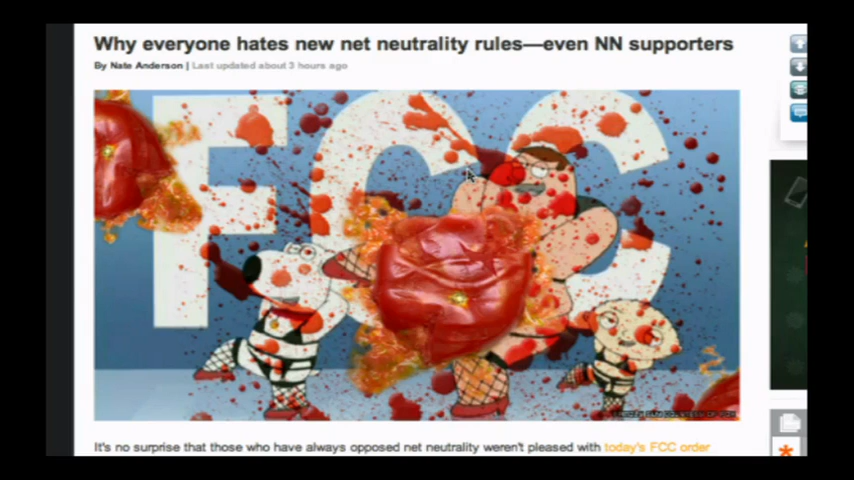 Why everyone hates new net neutrality rules—even NN supporters
By Nate Anderson | Last updated about 3 hours ago
FCC
It's no surprise that those who have always opposed net neutrality weren't pleased with today's FCC order